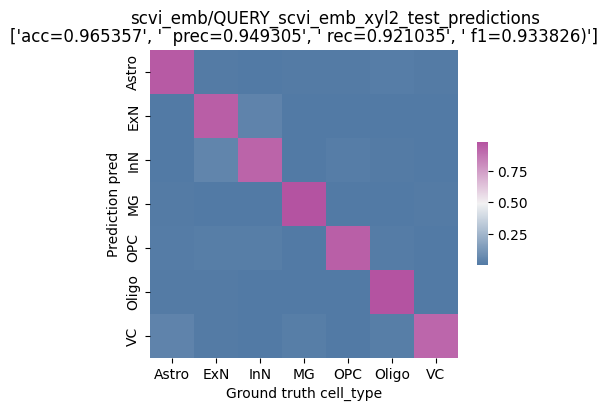 scvi_emb/QUERY_scvi_emb_xyl2_test_predictions
['acc=0.965357', '  prec=0.949305', ' rec=0.921035', ' f1=0.933826)']
Astro
ExN
InN
MG
OPC
Oligo
VC
Prediction pred
Astro ExN InN MG OPC Oligo VC
Ground truth cell_type
0.75
0.50
0.25